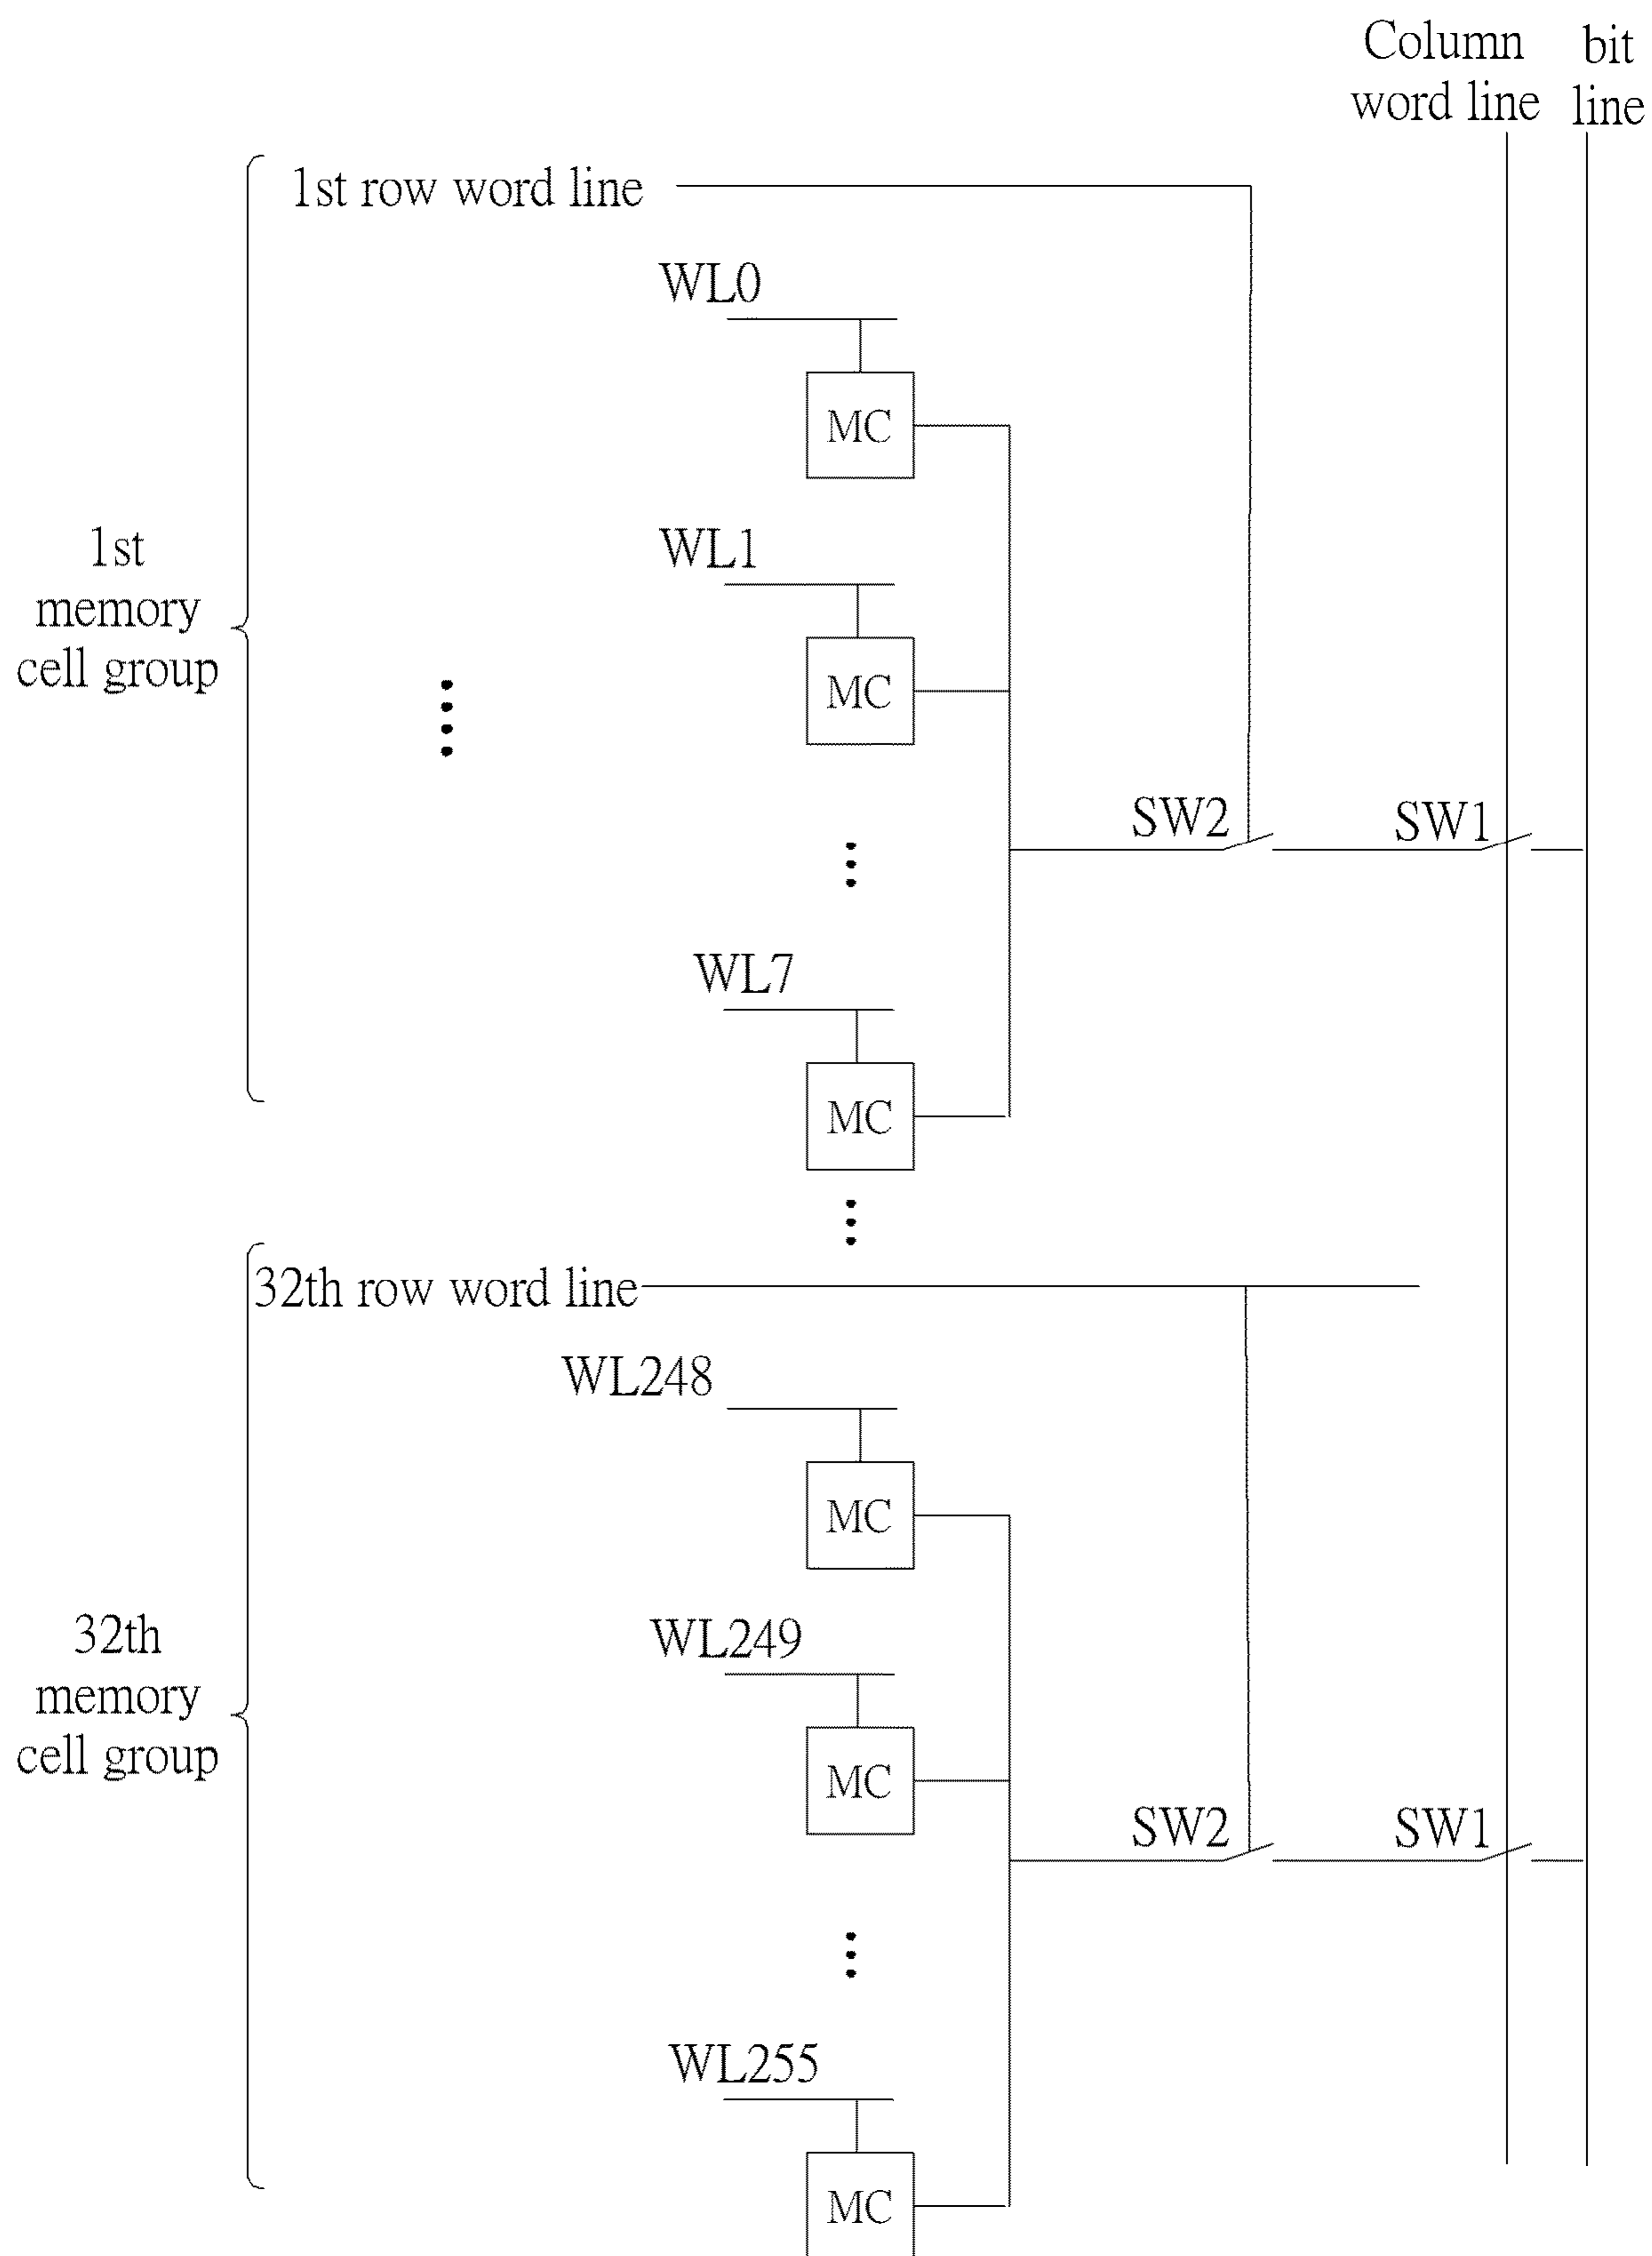 Column
word line
bit
line
1st row word line
WL0
MC
WL1
1st
memory
cell group
MC
SW2
SW1
WL7
MC
32th row word line
WL248
MC
WL249
32th
memory
cell group
MC
SW2
SW1
WL255
MC